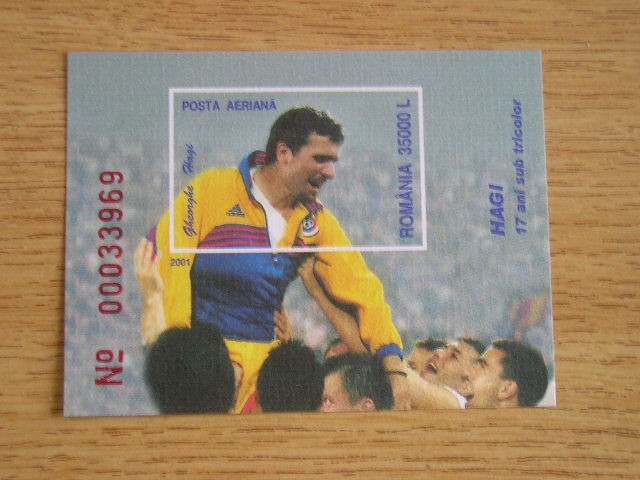 POSTA AERIANĂ
Gheorghe Hagi
ROMÂNIA 35000 L
2001
HAGI
17 ani sub tricolor
Nº 00033969